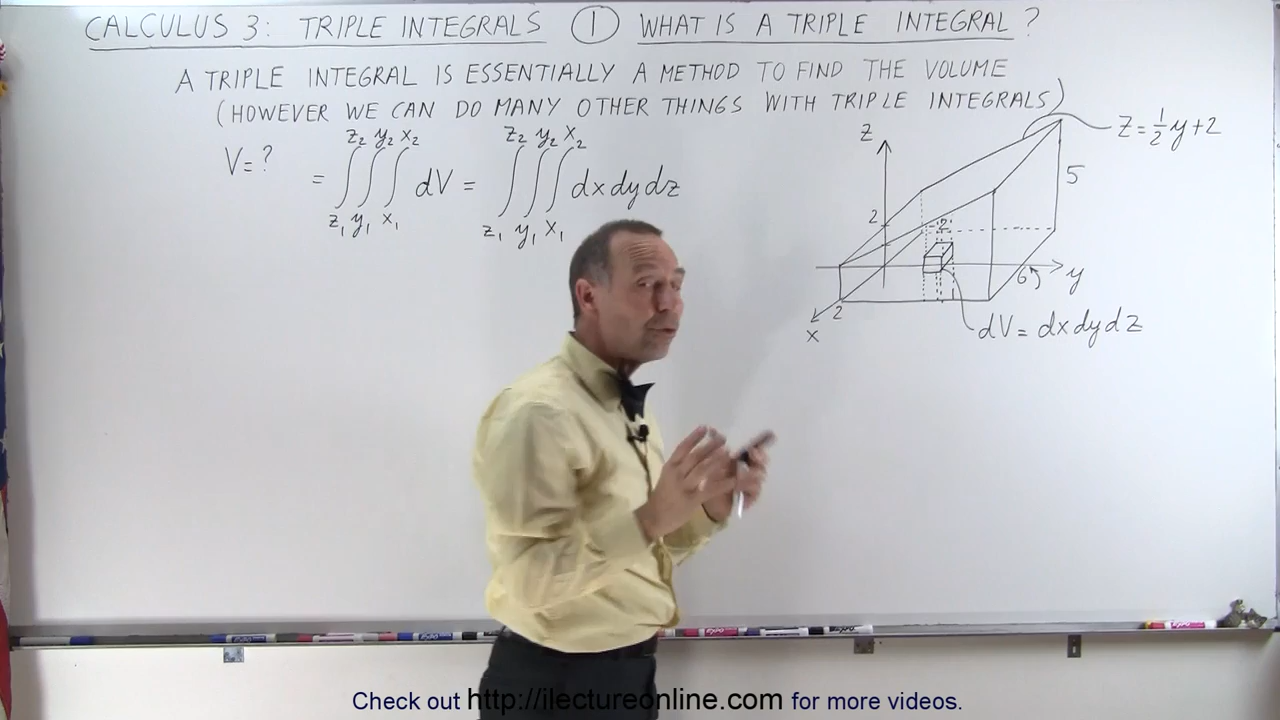 CALCULUS 3: TRIPLE INTEGRALS ① WHAT IS A TRIPLE INTEGRAL?
A TRIPLE INTEGRAL IS ESSENTIALLY A METHOD TO FIND THE VOLUME
(HOWEVER WE CAN DO MANY OTHER THINGS WITH TRIPLE INTEGRALS)
V=? = ∫z₁^z₂ ∫y₁^y₂ ∫x₁^x₂ dV = ∫z₁^z₂ ∫y₁^y₂ ∫x₁^x₂ dx dy dz
z
z = ½y+2
5
2
2
6
y
x
2
dV = dx dy dz
Check out http://ilectureonline.com for more videos.